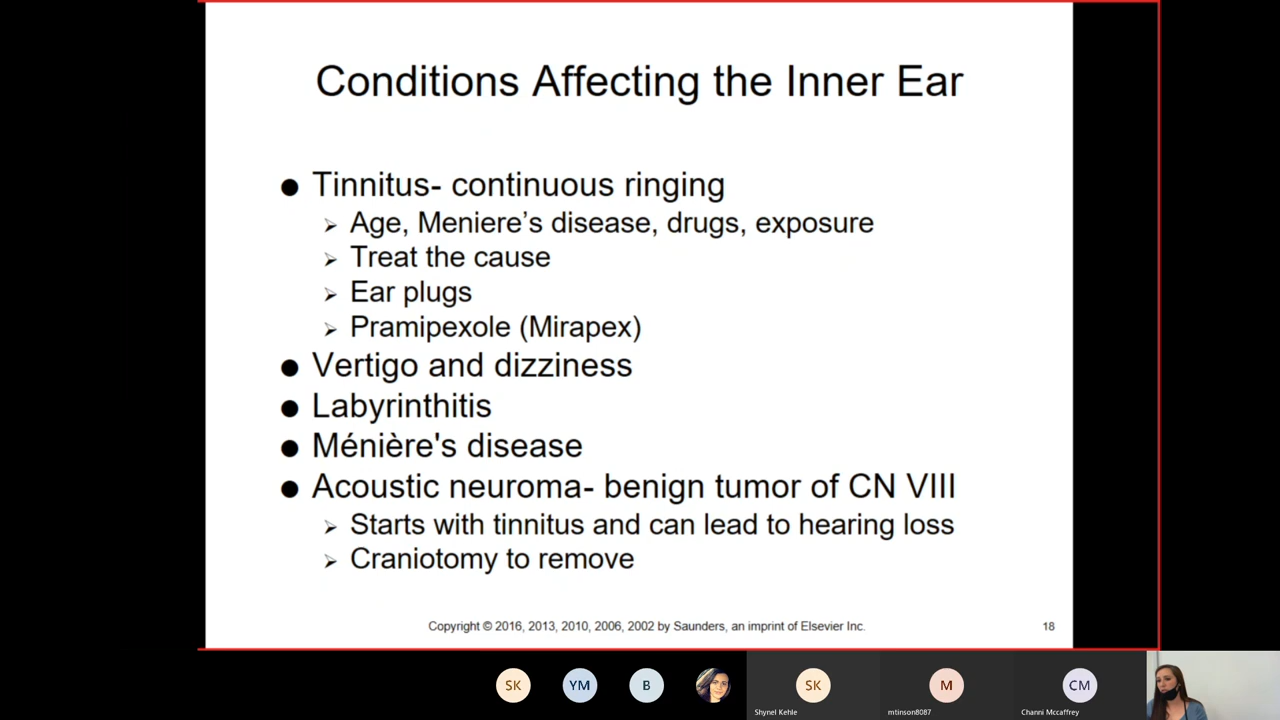 Conditions Affecting the Inner Ear
● Tinnitus- continuous ringing
➢ Age, Meniere’s disease, drugs, exposure
➢ Treat the cause
➢ Ear plugs
➢ Pramipexole (Mirapex)
● Vertigo and dizziness
● Labyrinthitis
● Ménière's disease
● Acoustic neuroma- benign tumor of CN VIII
➢ Starts with tinnitus and can lead to hearing loss
➢ Craniotomy to remove
Copyright © 2016, 2013, 2010, 2006, 2002 by Saunders, an imprint of Elsevier Inc.
18
SK
YM
B
SK
M
CM
Shynel Kehle
mtinson8087
Channi Mccaffrey